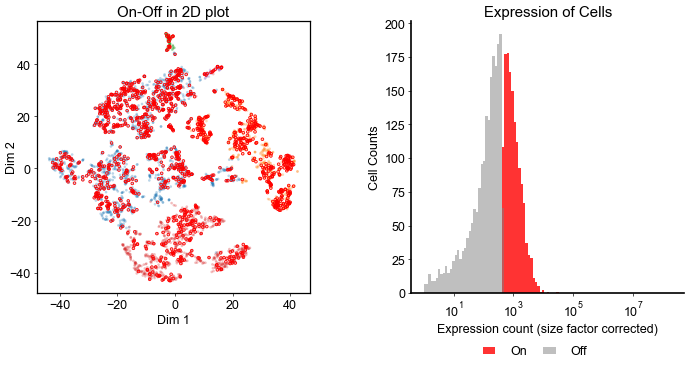 On-Off in 2D plot
Dim 2
40
20
0
−20
−40
−40 −20 0 20 40
Dim 1
Expression of Cells
Cell Counts
200
175
150
125
100
75
50
25
0
10^1 10^3 10^5 10^7
Expression count (size factor corrected)
On Off